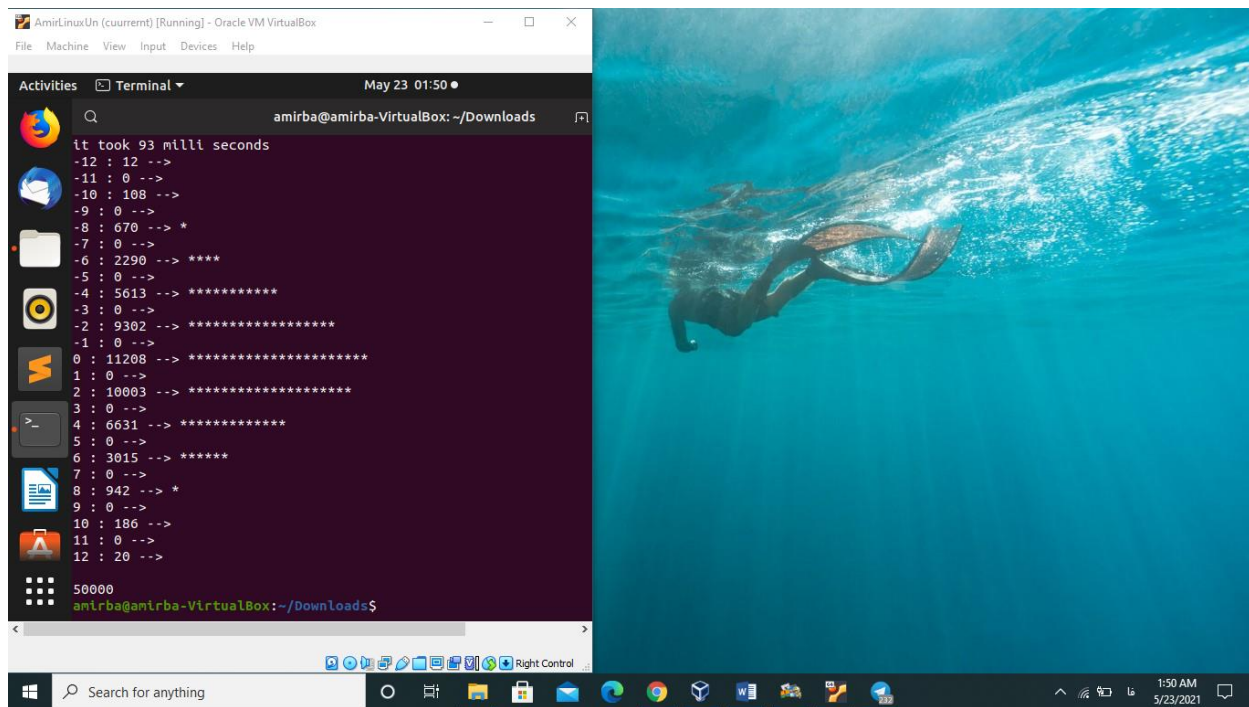 AmirLinuxUn (cuurrernt) [Running] - Oracle VM VirtualBox
File Machine View Input Devices Help
Activities Terminal May 23 01:50
amirba@amirba-VirtualBox: ~/Downloads
it took 93 milli seconds
-12 : 12 -->
-11 : 0 -->
-10 : 108 -->
-9 : 0 -->
-8 : 670 --> *
-7 : 0 -->
-6 : 2290 --> ****
-5 : 0 -->
-4 : 5613 --> ***********
-3 : 0 -->
-2 : 9302 --> ******************
-1 : 0 -->
0 : 11208 --> **********************
1 : 0 -->
2 : 10003 --> ********************
3 : 0 -->
4 : 6631 --> *************
5 : 0 -->
6 : 3015 --> ******
7 : 0 -->
8 : 942 --> *
9 : 0 -->
10 : 186 -->
11 : 0 -->
12 : 20 -->
50000
amirba@amirba-VirtualBox:~/Downloads$
Right Control
Search for anything
232
فا
1:50 AM
5/23/2021